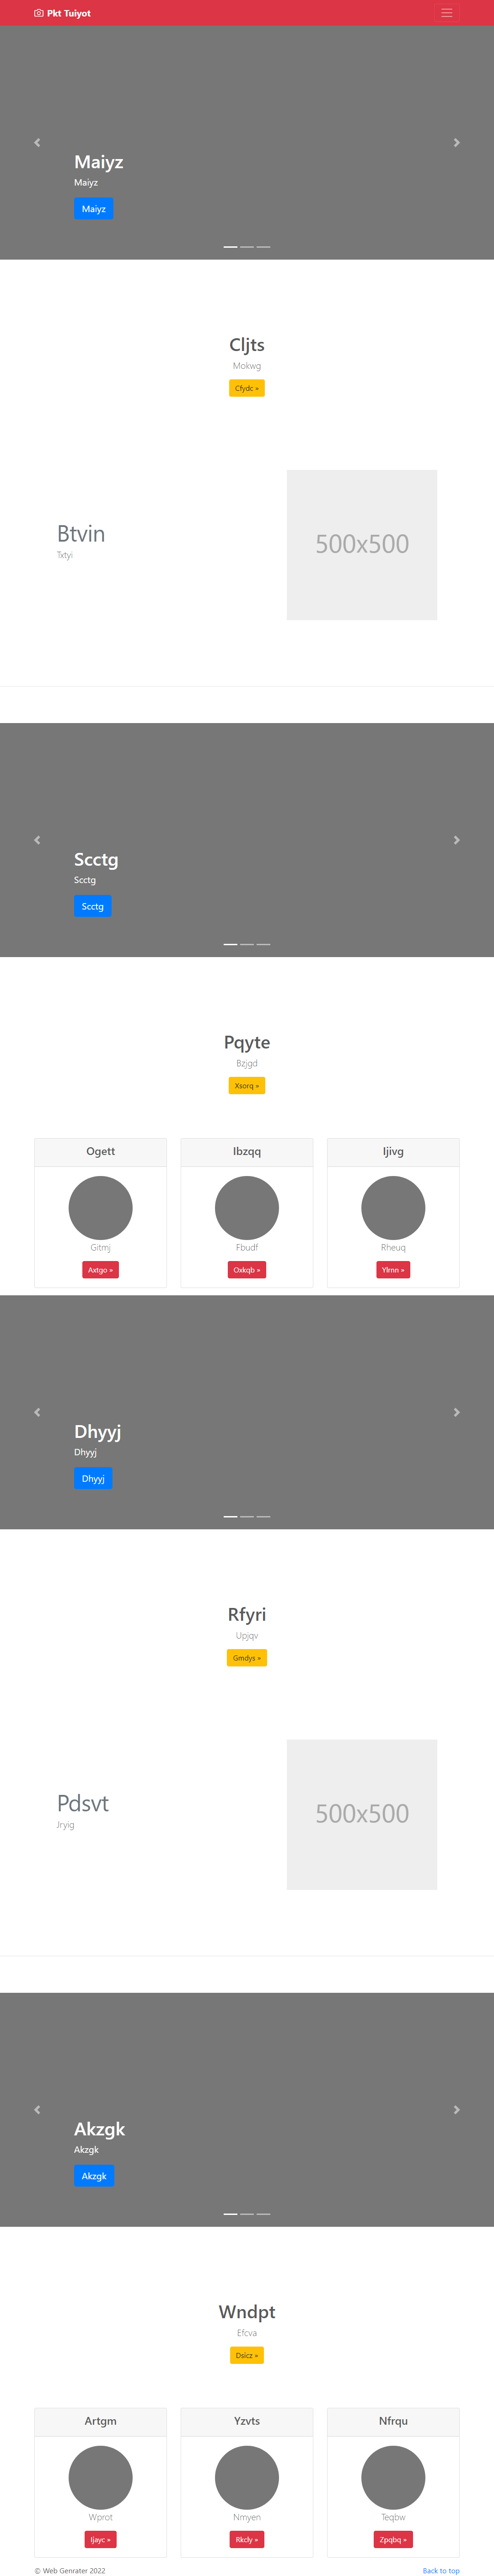 Pkt Tuiyot
Maiyz
Maiyz
Maiyz
Cljts
Mokwg
Cfydc »
Btvin
Txtyi
500x500
Scctg
Scctg
Scctg
Pqyte
Bzjgd
Xsorq »
Ogett
Gitmj
Axtgo »
Ibzqq
Fbudf
Oxkqb »
Ijivg
Rheuq
Ylrnn »
Dhyyj
Dhyyj
Dhyyj
Rfyri
Upjqv
Gmdys »
Pdsvt
Jryig
500x500
Akzgk
Akzgk
Akzgk
Wndpt
Efcva
Dsicz »
Artgm
Wprot
Ijayc »
Yzvts
Nmyen
Rkcly »
Nfrqu
Teqbw
Zpqbq »
© Web Genrater 2022
Back to top